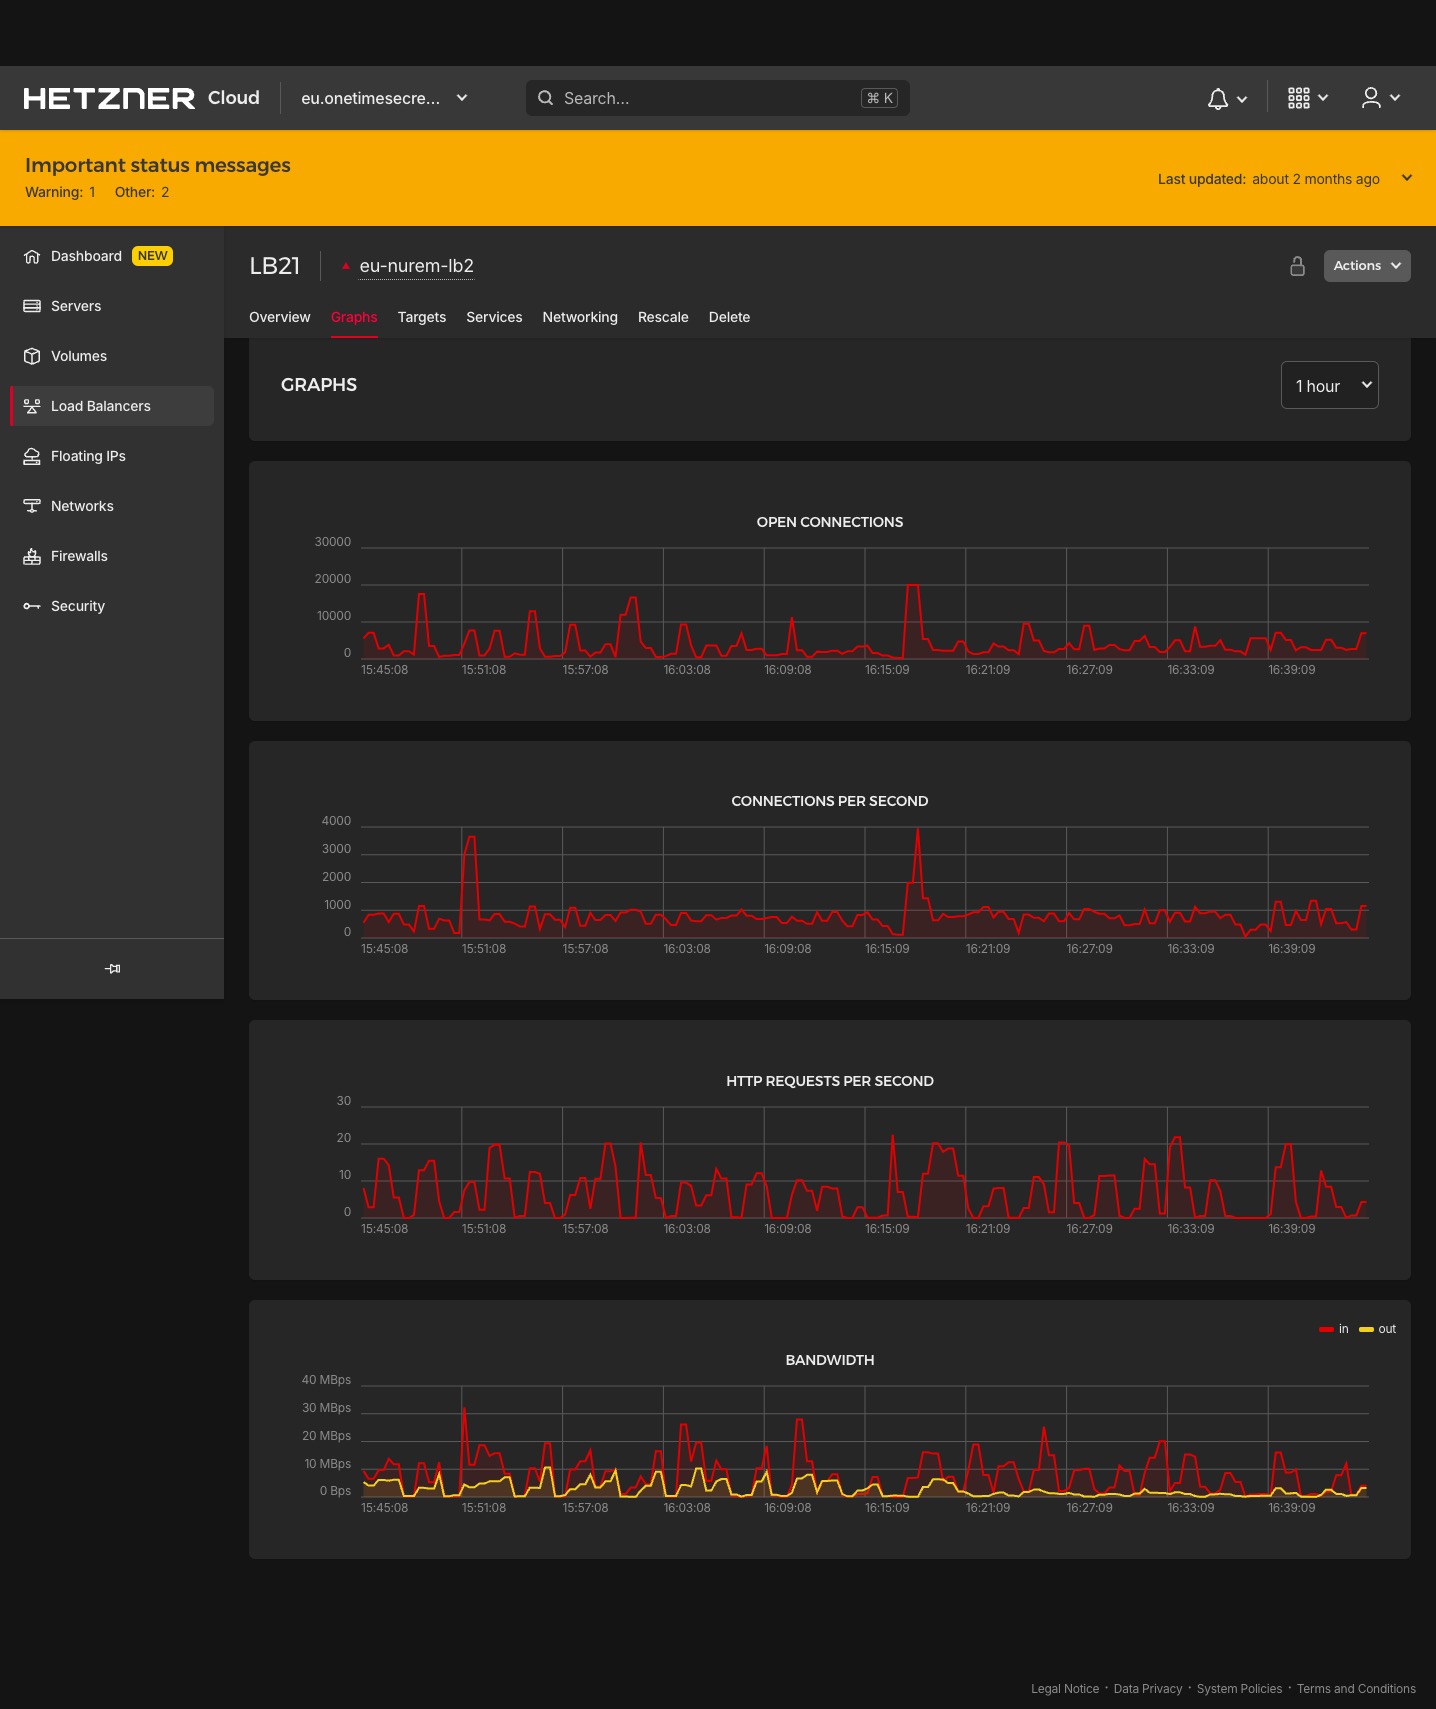 HETZNER Cloud eu.onetimesecre... Search... ⌘ K
Important status messages
Warning: 1 Other: 2
Last updated: about 2 months ago
Dashboard NEW
Servers
Volumes
Load Balancers
Floating IPs
Networks
Firewalls
Security
LB21 eu-nurem-lb2
Actions
Overview Graphs Targets Services Networking Rescale Delete
GRAPHS
1 hour
OPEN CONNECTIONS
30000
20000
10000
0
15:45:08 15:51:08 15:57:08 16:03:08 16:09:08 16:15:09 16:21:09 16:27:09 16:33:09 16:39:09
CONNECTIONS PER SECOND
4000
3000
2000
1000
0
15:45:08 15:51:08 15:57:08 16:03:08 16:09:08 16:15:09 16:21:09 16:27:09 16:33:09 16:39:09
HTTP REQUESTS PER SECOND
30
20
10
0
15:45:08 15:51:08 15:57:08 16:03:08 16:09:08 16:15:09 16:21:09 16:27:09 16:33:09 16:39:09
in out
BANDWIDTH
40 MBps
30 MBps
20 MBps
10 MBps
0 Bps
15:45:08 15:51:08 15:57:08 16:03:08 16:09:08 16:15:09 16:21:09 16:27:09 16:33:09 16:39:09
Legal Notice · Data Privacy · System Policies · Terms and Conditions